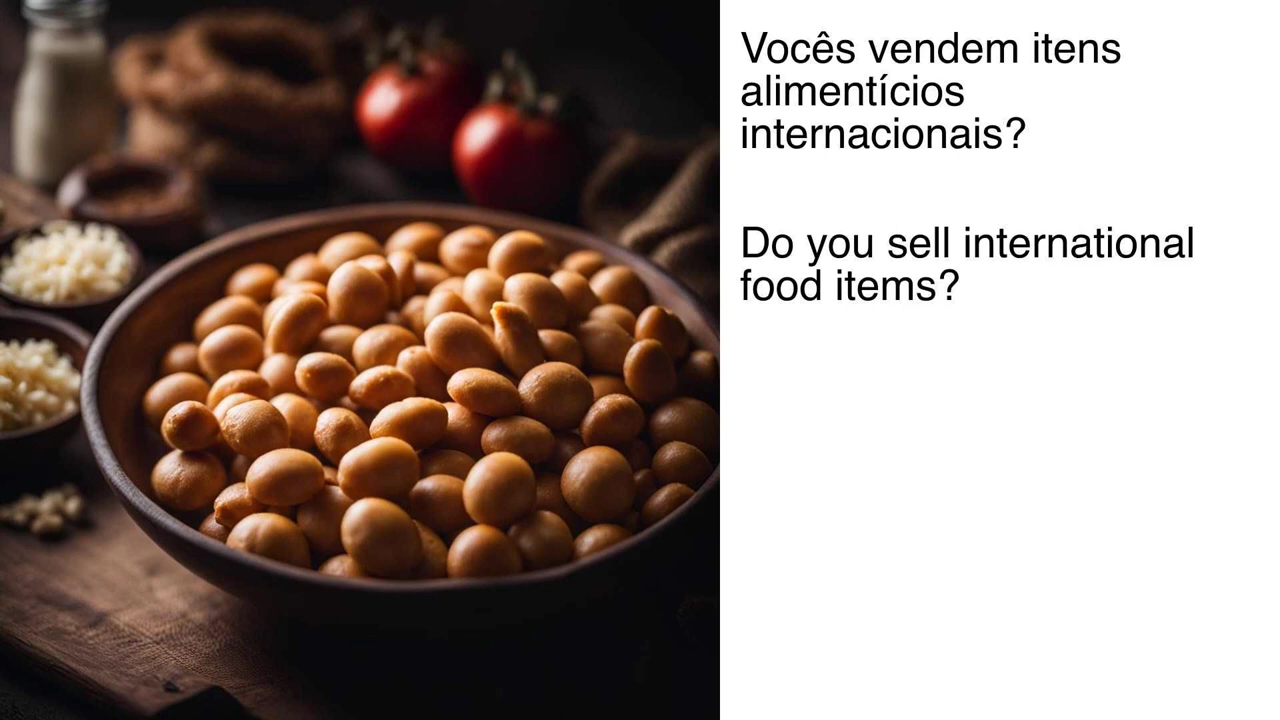 Vocês vendem itens
alimentícios
internacionais?
Do you sell international
food items?